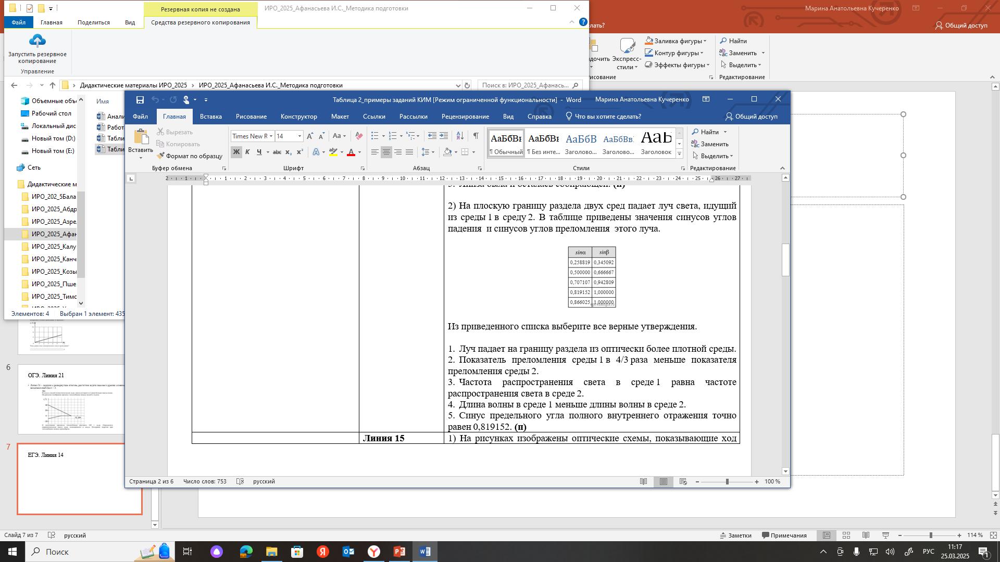 Резервная копия не создана
ИРО_2025_Афанасьева И.С._Методика подготовки
Марина Анатольевна Кучеренко
Файл
Главная
Поделиться
Вид
Средства резервного копирования
лать?
Общий доступ
Запустить резервное
копирование
Управление
Экспресс-
стили
Заливка фигуры
Контур фигуры
Эффекты фигуры
Найти
Заменить
Выделить
Редактирование
Дидактические материалы ИРО_2025
ИРО_2025_Афанасьева И.С._Методика подготовки
Поиск в: ИРО_2025_Афанась...
Объемные объе
Рабочий стол
Локальный дис
Новый том (D:)
Новый том (E:)
Сеть
Дидактические м
ИРО_202_5Бала
ИРО_2025_Абдр
ИРО_2025_Азре
ИРО_2025_Афан
ИРО_2025_Калу
ИРО_2025_Канч
ИРО_2025_Козы
ИРО_2025_Пше
ИРО_2025_Тимо
Имя
Анали
Работ
Табли
Табли
Элементов: 4
Выбран 1 элемент: 435
Таблица 2_примеры заданий КИМ [Режим ограниченной функциональности] - Word
Марина Анатольевна Кучеренко
Файл
Главная
Вставка
Рисование
Конструктор
Макет
Ссылки
Рассылки
Рецензирование
Вид
Справка
Что вы хотите сделать?
Общий доступ
Вставить
Вырезать
Копировать
Формат по образцу
Буфер обмена
Times New R
14
Ж К Ч abc x₂ x²
Шрифт
Абзац
АаБбВı
¶ Обычный
АаБбВı
¶ Без инте...
АаБбВ
Заголово...
АаБбВв.
Заголово...
Заголовок
Стили
Найти
Заменить
Выделить
Редактирование
2) На плоскую границу раздела двух сред падает луч света, идущий
из среды 1 в среду 2. В таблице приведены значения синусов углов
падения и синусов углов преломления этого луча.
sinα sinβ
0,258819 0,345092
0,500000 0,666667
0,707107 0,942809
0,819152 1,000000
0,866025 1,000000
Из приведенного списка выберите все верные утверждения.
1. Луч падает на границу раздела из оптически более плотной среды.
2. Показатель преломления среды 1 в 4/3 раза меньше показателя
преломления среды 2.
3. Частота распространения света в среде 1 равна частоте
распространения света в среде 2.
4. Длина волны в среде 1 меньше длины волны в среде 2.
5. Синус предельного угла полного внутреннего отражения точно
равен 0,819152. (п)
Линия 15
1) На рисунках изображены оптические схемы, показывающие ход
Страница 2 из 6
Число слов: 753
русский
100 %
6
ОГЭ. Линия 21
7
ЕГЭ. Линия 14
Слайд 7 из 7
русский
Заметки
Примечания
114 %
Поиск
РУС
11:17
25.03.2025